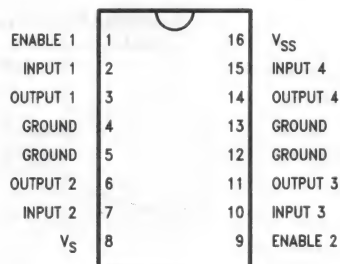 ENABLE 1 1 16 VSS
INPUT 1 2 15 INPUT 4
OUTPUT 1 3 14 OUTPUT 4
GROUND 4 13 GROUND
GROUND 5 12 GROUND
OUTPUT 2 6 11 OUTPUT 3
INPUT 2 7 10 INPUT 3
VS 8 9 ENABLE 2